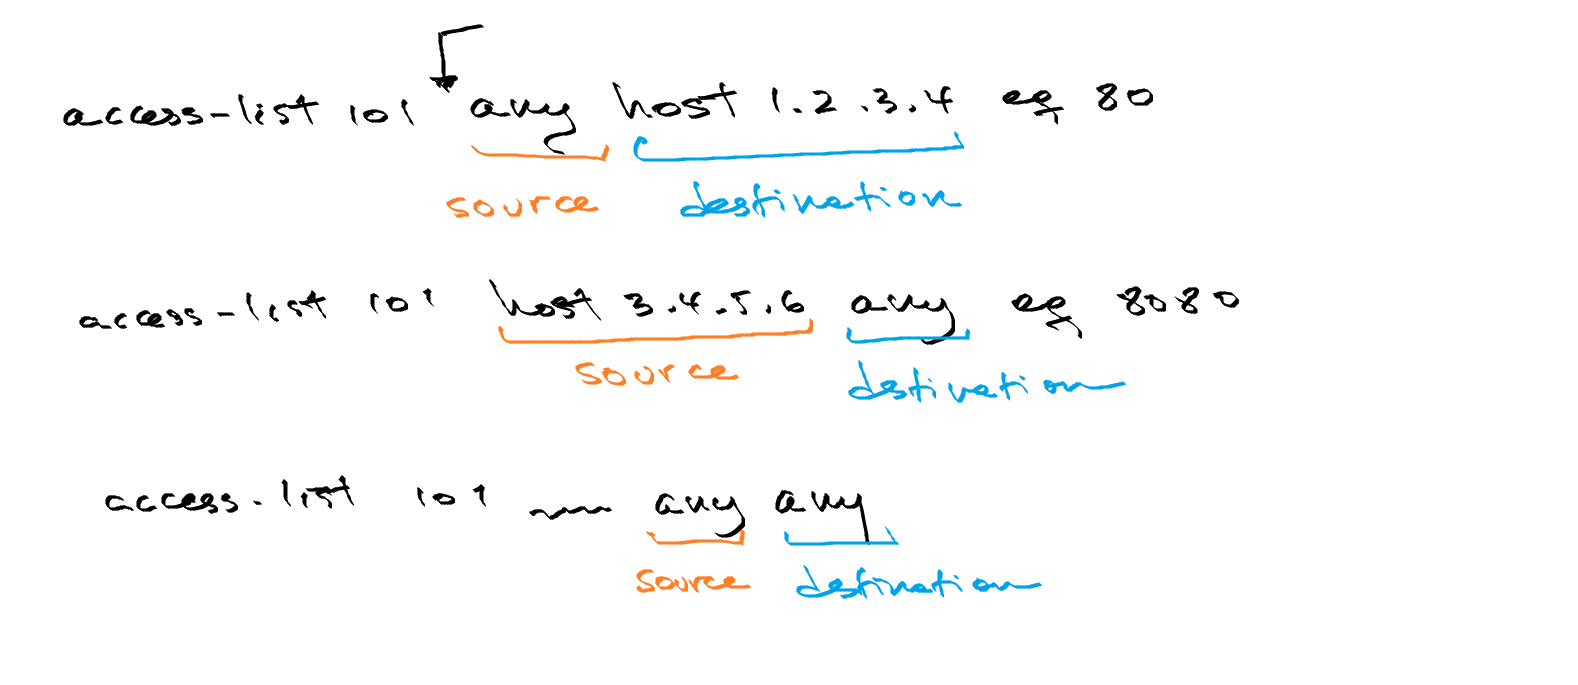 access-list 101 any host 1.2.3.4 eq 80
source destination
access-list 101 host 3.4.5.6 any eq 8080
source destination
access-list 101 any any
source destination